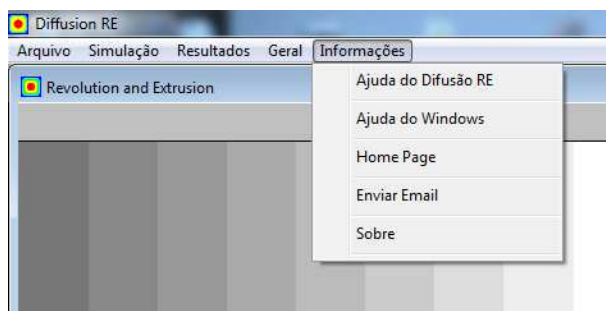 Diffusion RE
Arquivo Simulação Resultados Geral Informações
Revolution and Extrusion
Ajuda do Difusão RE
Ajuda do Windows
Home Page
Enviar Email
Sobre